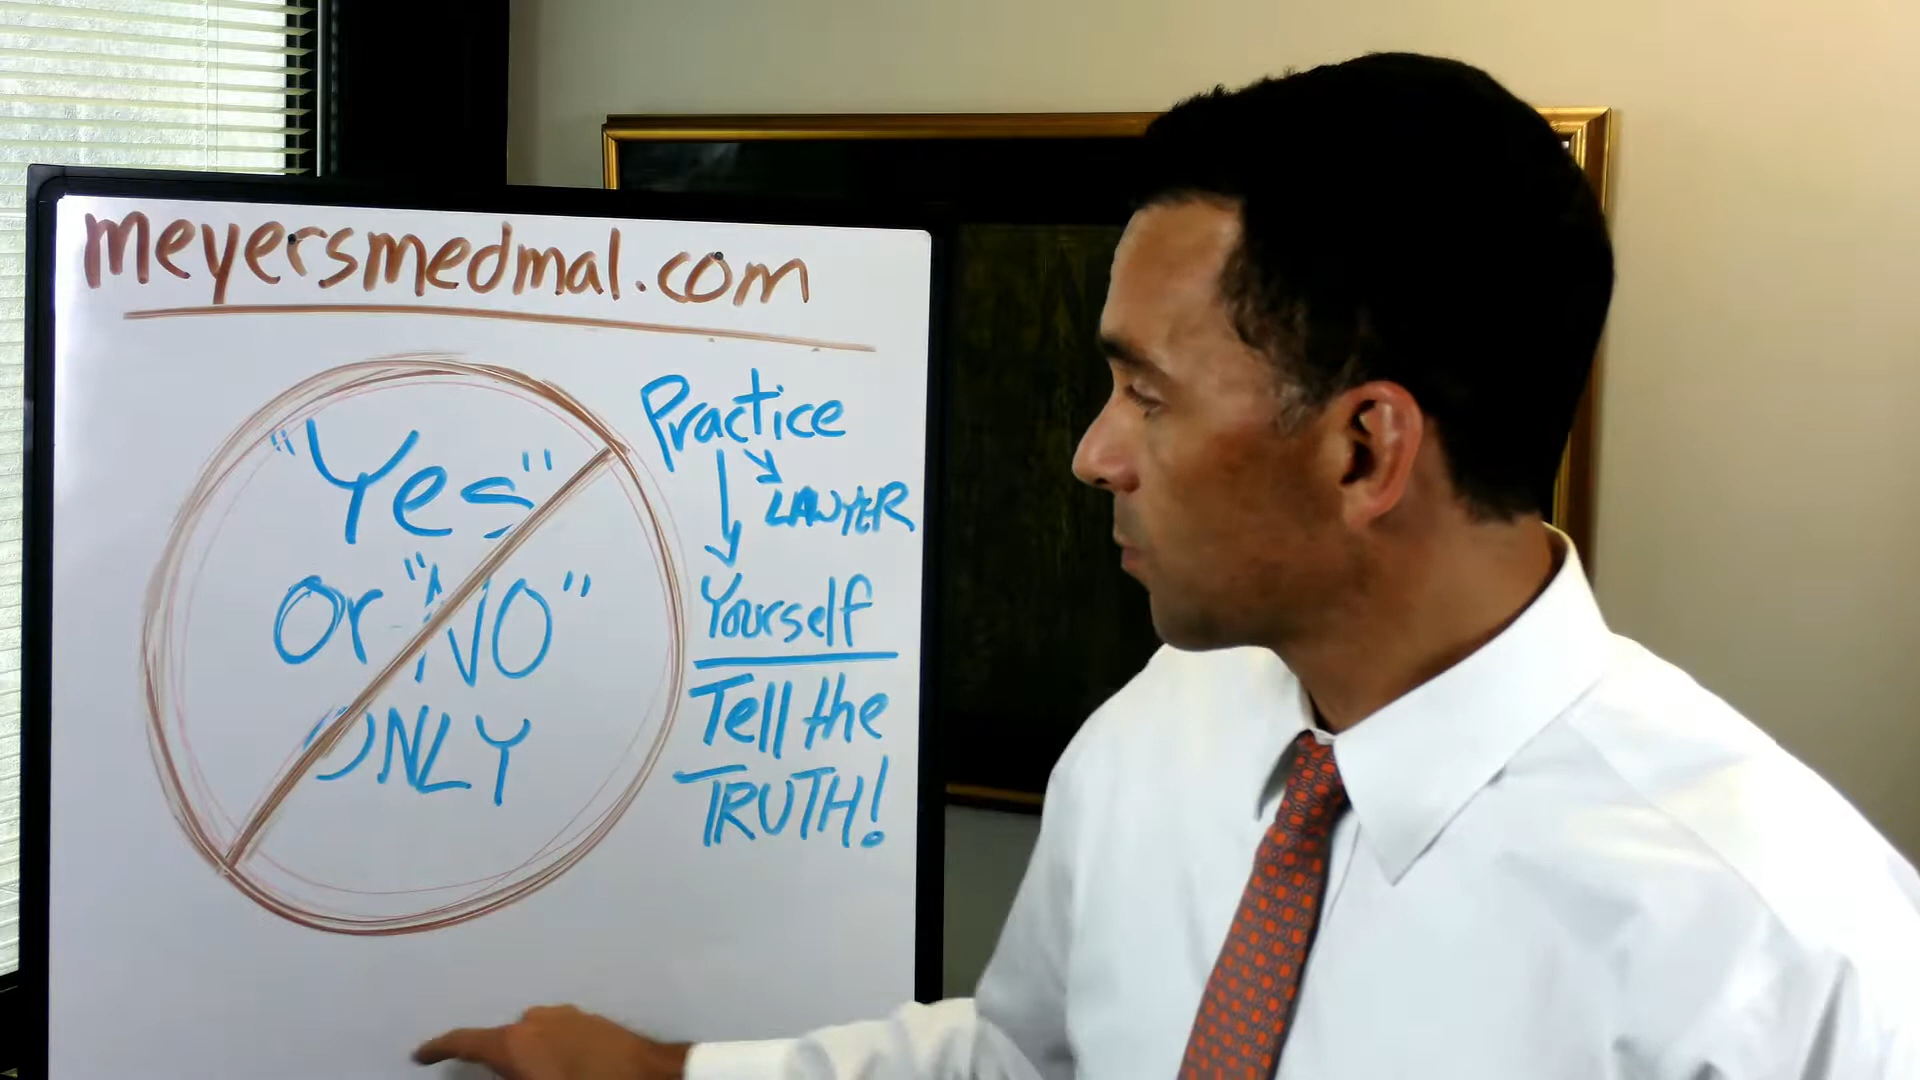 meyersmedmal.com
"Yes"
Or "NO"
ONLY
Practice
LAWYER
Yourself
Tell the
TRUTH!